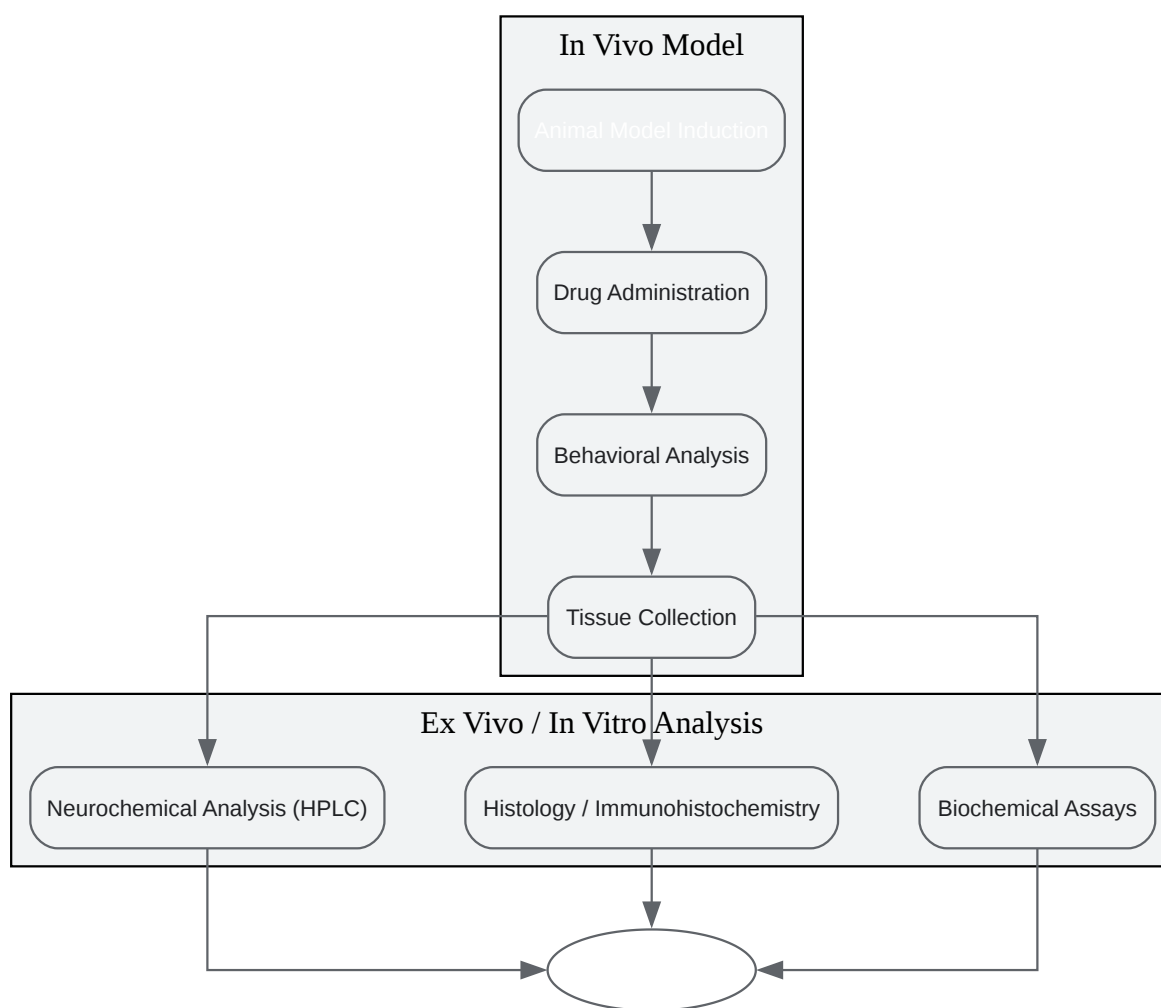 In Vivo Model
Animal Model Induction
Drug Administration
Behavioral Analysis
Tissue Collection
Ex Vivo / In Vitro Analysis
Neurochemical Analysis (HPLC)
Histology / Immunohistochemistry
Biochemical Assays